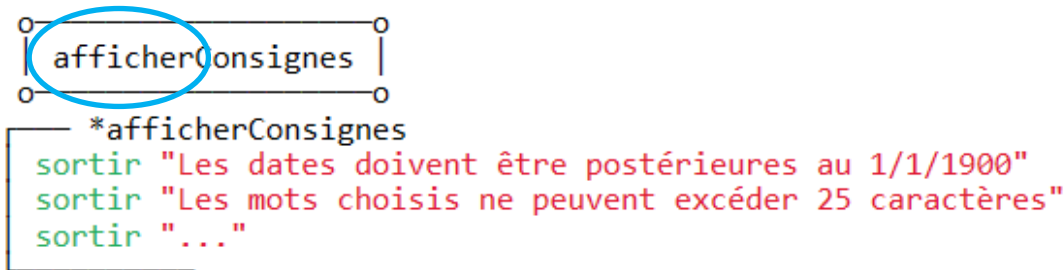 afficherConsignes
*afficherConsignes
sortir "Les dates doivent être postérieures au 1/1/1900"
sortir "Les mots choisis ne peuvent excéder 25 caractères"
sortir "..."